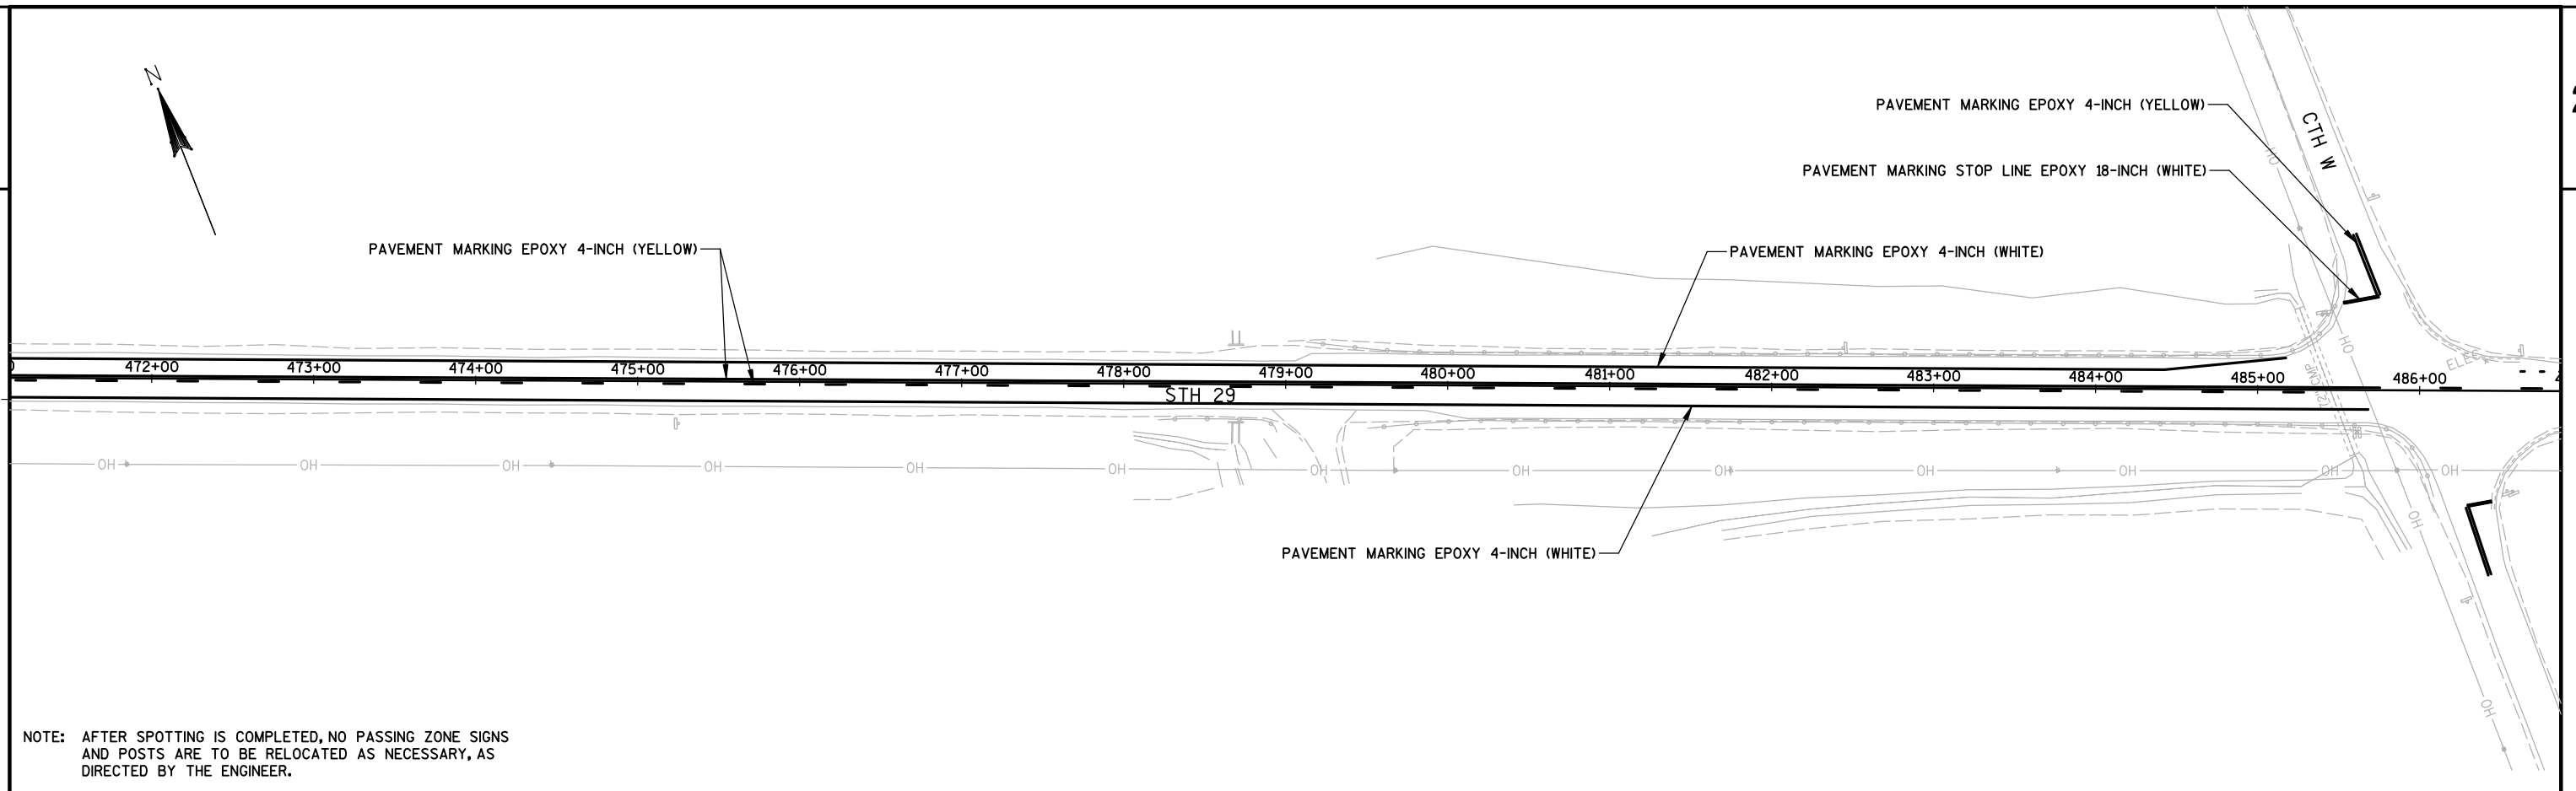 N
PAVEMENT MARKING EPOXY 4-INCH (YELLOW)
CTH W
OH
PAVEMENT MARKING STOP LINE EPOXY 18-INCH (WHITE)
PAVEMENT MARKING EPOXY 4-INCH (YELLOW)
PAVEMENT MARKING EPOXY 4-INCH (WHITE)
OH
472+00 473+00 474+00 475+00 476+00 477+00 478+00 479+00 480+00 481+00 482+00 483+00 484+00 485+00 486+00
ELEC
STH 29
OH OH OH OH OH OH OH OH OH OH OH OH OH
OH
PAVEMENT MARKING EPOXY 4-INCH (WHITE)
OH
NOTE: AFTER SPOTTING IS COMPLETED, NO PASSING ZONE SIGNS
AND POSTS ARE TO BE RELOCATED AS NECESSARY, AS
DIRECTED BY THE ENGINEER.